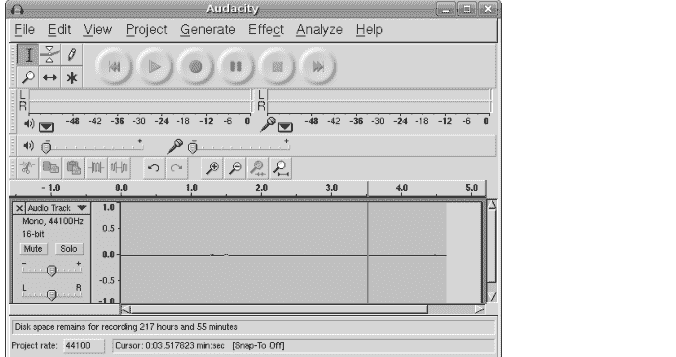 Audacity
File Edit View Project Generate Effect Analyze Help
L
R
L
R
-48 -42 -36 -30 -24 -18 -12 -6 0
-48 -42 -36 -30 -24 -18 -12 -6 0
- +
- +
- 1.0 0.0 1.0 2.0 3.0 4.0 5.0
Audio Track
Mono, 44100Hz
16-bit
Mute Solo
- +
L R
1.0
0.5
0.0
-0.5
-1.0
Disk space remains for recording 217 hours and 55 minutes
Project rate: 44100 Cursor: 0:03.517823 min:sec [Snap-To Off]